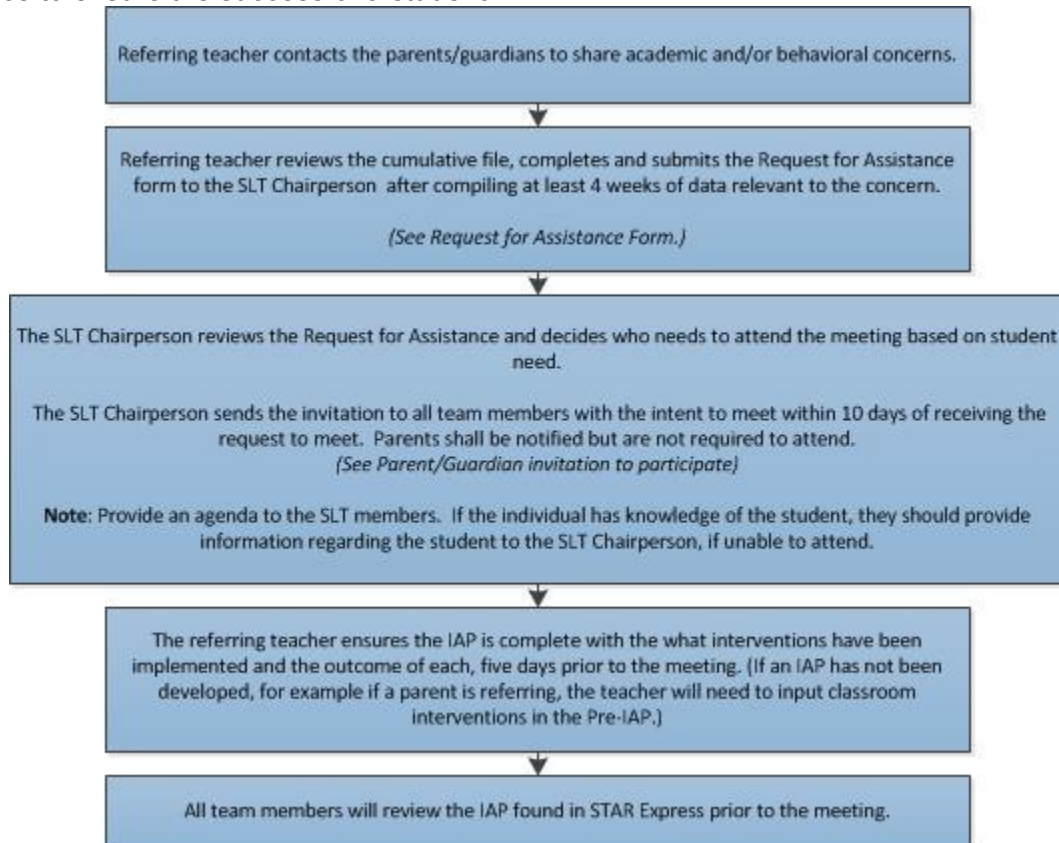 Referring teacher contacts the parents/guardians to share academic and/or behavioral concerns.
Referring teacher reviews the cumulative file, completes and submits the Request for Assistance
form to the SLT Chairperson after compiling at least 4 weeks of data relevant to the concern.
(See Request for Assistance Form.)
The SLT Chairperson reviews the Request for Assistance and decides who needs to attend the meeting based on student
need.
The SLT Chairperson sends the invitation to all team members with the intent to meet within 10 days of receiving the
request to meet. Parents shall be notified but are not required to attend.
(See Parent/Guardian invitation to participate)
Note: Provide an agenda to the SLT members. If the individual has knowledge of the student, they should provide
information regarding the student to the SLT Chairperson, if unable to attend.
The referring teacher ensures the IAP is complete with the what interventions have been
implemented and the outcome of each, five days prior to the meeting. (If an IAP has not been
developed, for example if a parent is referring, the teacher will need to input classroom
interventions in the Pre-IAP.)
All team members will review the IAP found in STAR Express prior to the meeting.